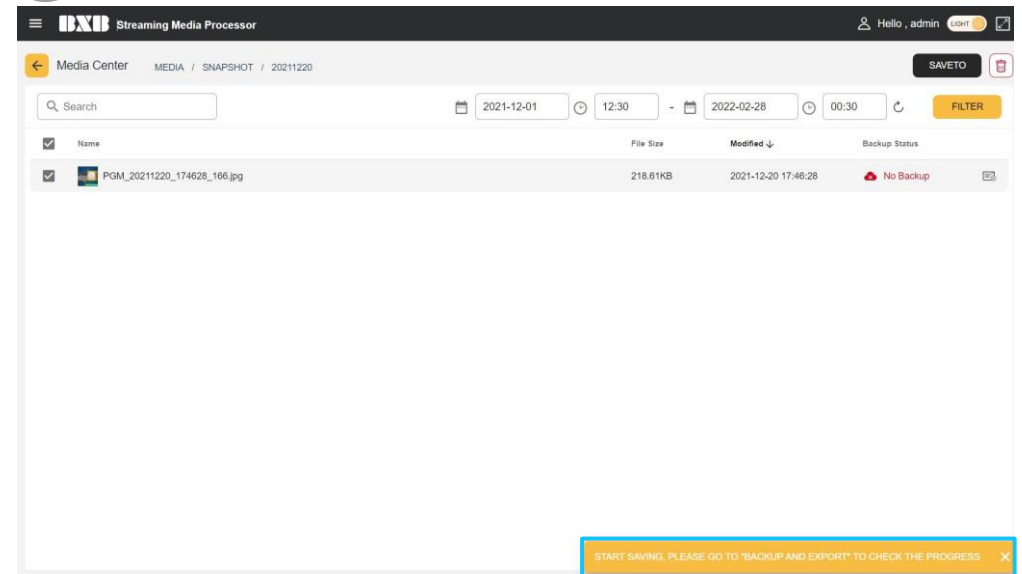 BXB Streaming Media Processor Hello , admin LIGHT
Media Center MEDIA / SNAPSHOT / 20211220 SAVETO
Search 2021-12-01 12:30 - 2022-02-28 00:30 FILTER
Name File Size Modified Backup Status
PGM_20211220_174628_166.jpg 218.61KB 2021-12-20 17:46:28 No Backup
START SAVING, PLEASE GO TO "BACKUP AND EXPORT" TO CHECK THE PROGRESS